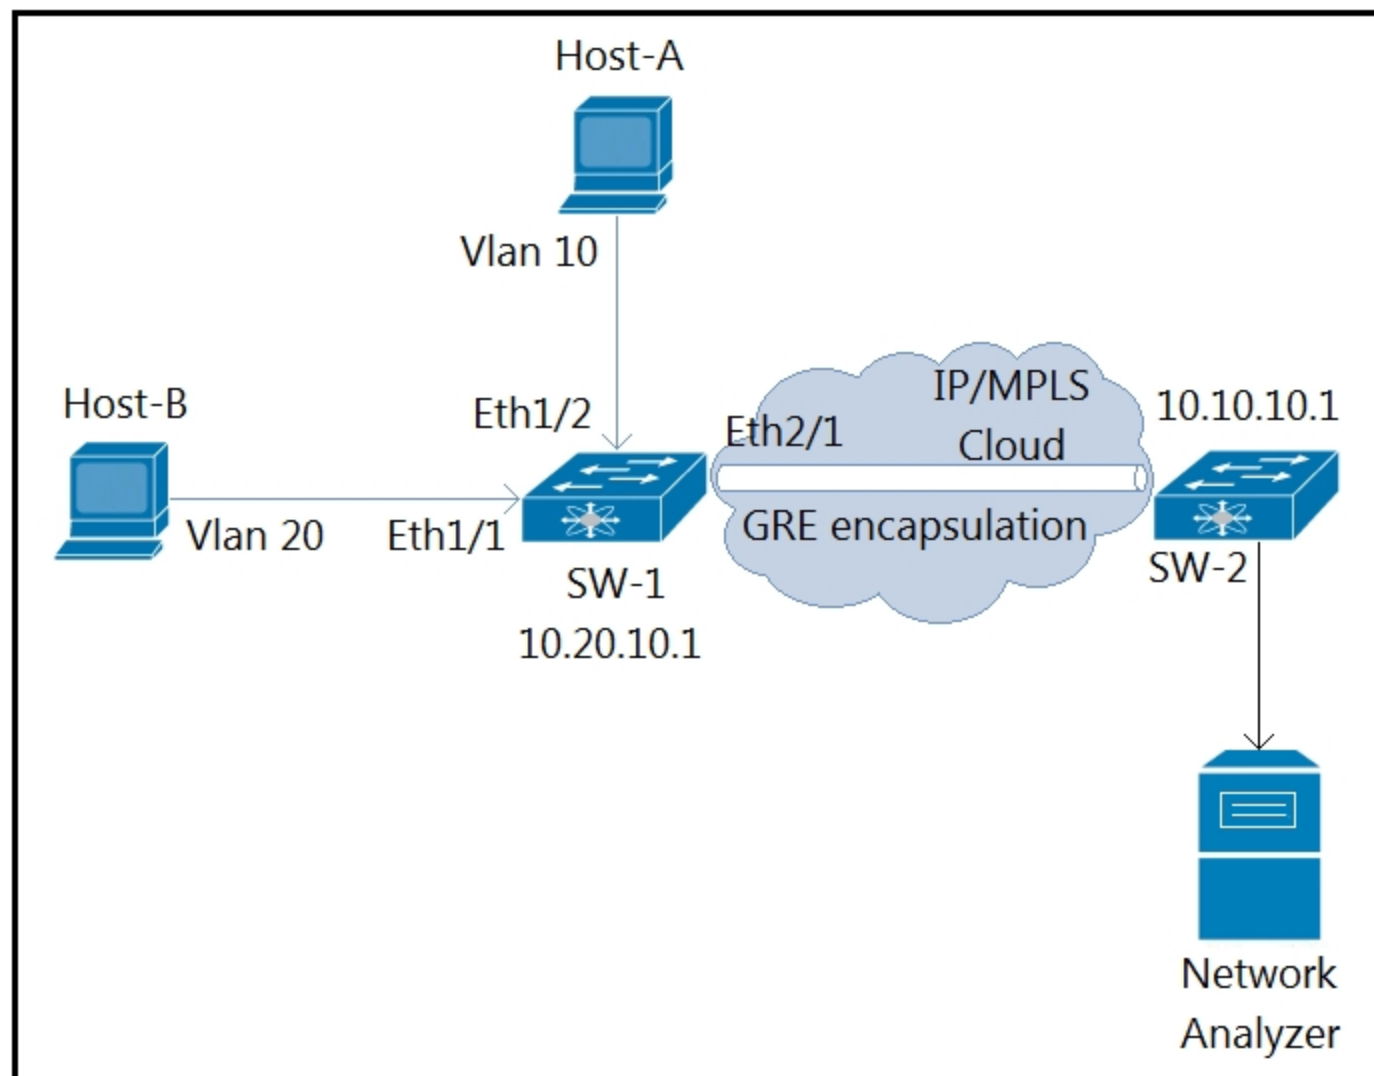 Host-A
Vlan 10
Host-B
Eth1/2
Vlan 20
Eth1/1
SW-1
10.20.10.1
Eth2/1
IP/MPLS
Cloud
GRE encapsulation
10.10.10.1
SW-2
Network
Analyzer